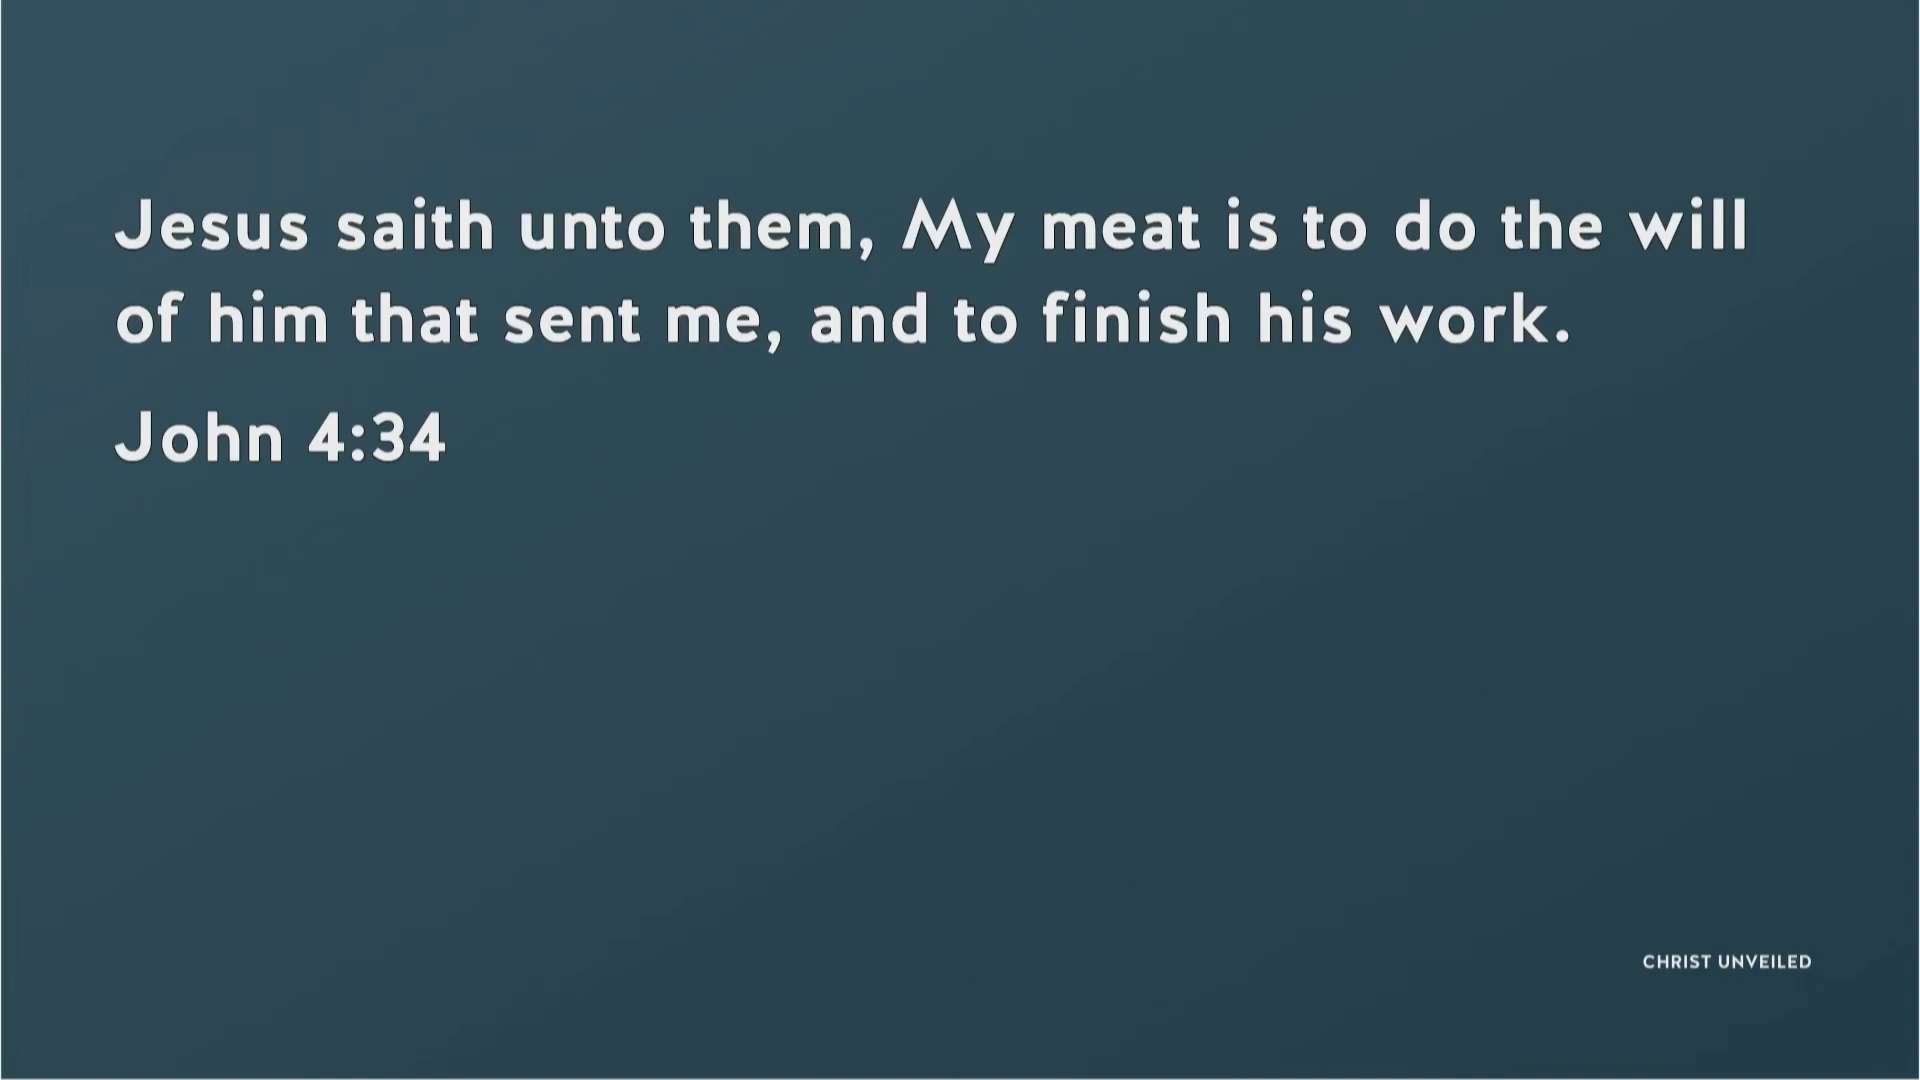 Jesus saith unto them, My meat is to do the will
of him that sent me, and to finish his work.
John 4:34
CHRIST UNVEILED